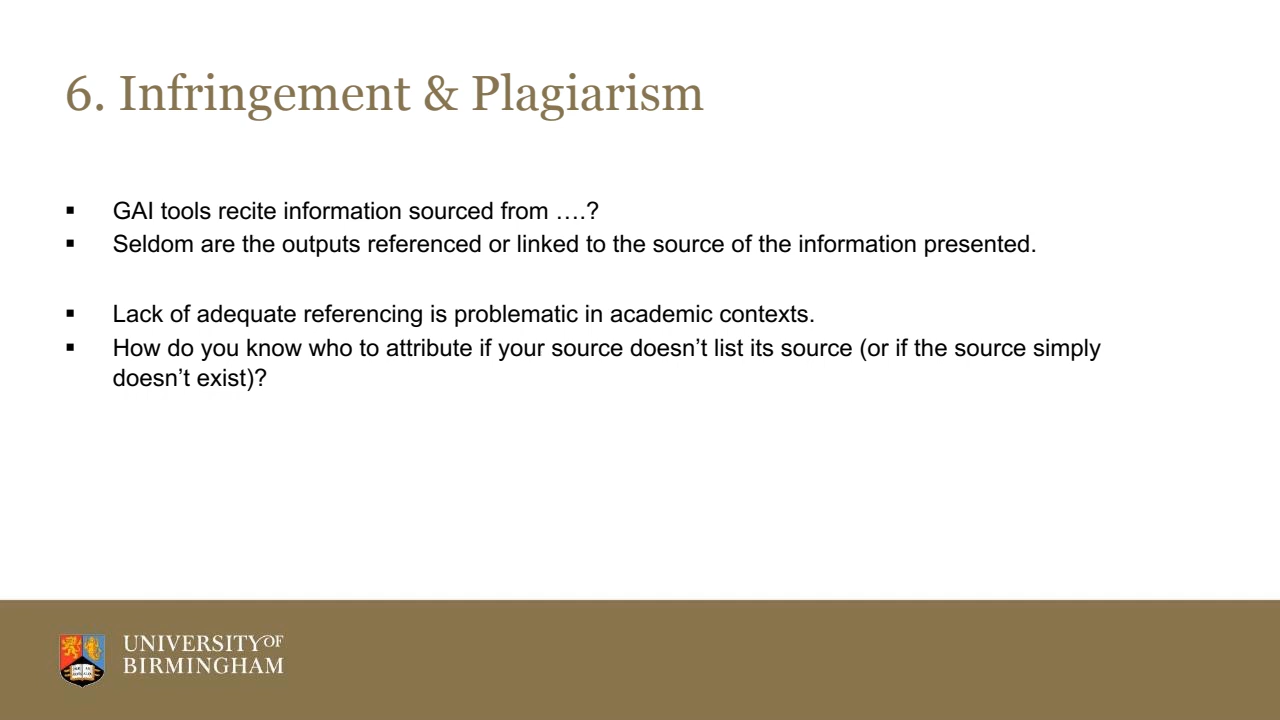 6. Infringement & Plagiarism
▪ GAI tools recite information sourced from ….?
▪ Seldom are the outputs referenced or linked to the source of the information presented.
▪ Lack of adequate referencing is problematic in academic contexts.
▪ How do you know who to attribute if your source doesn’t list its source (or if the source simply
doesn’t exist)?
UNIVERSITY OF
BIRMINGHAM